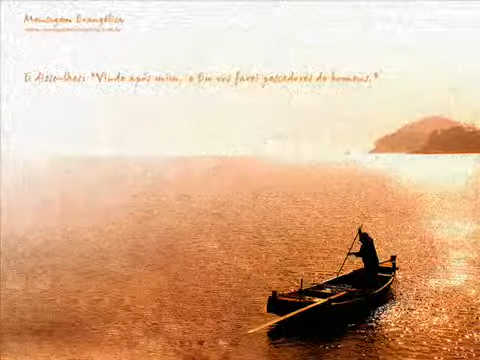 Mensagem Evangélica
E disse-lhes: "Vinde após mim, e Eu vos farei pescadores de homens."